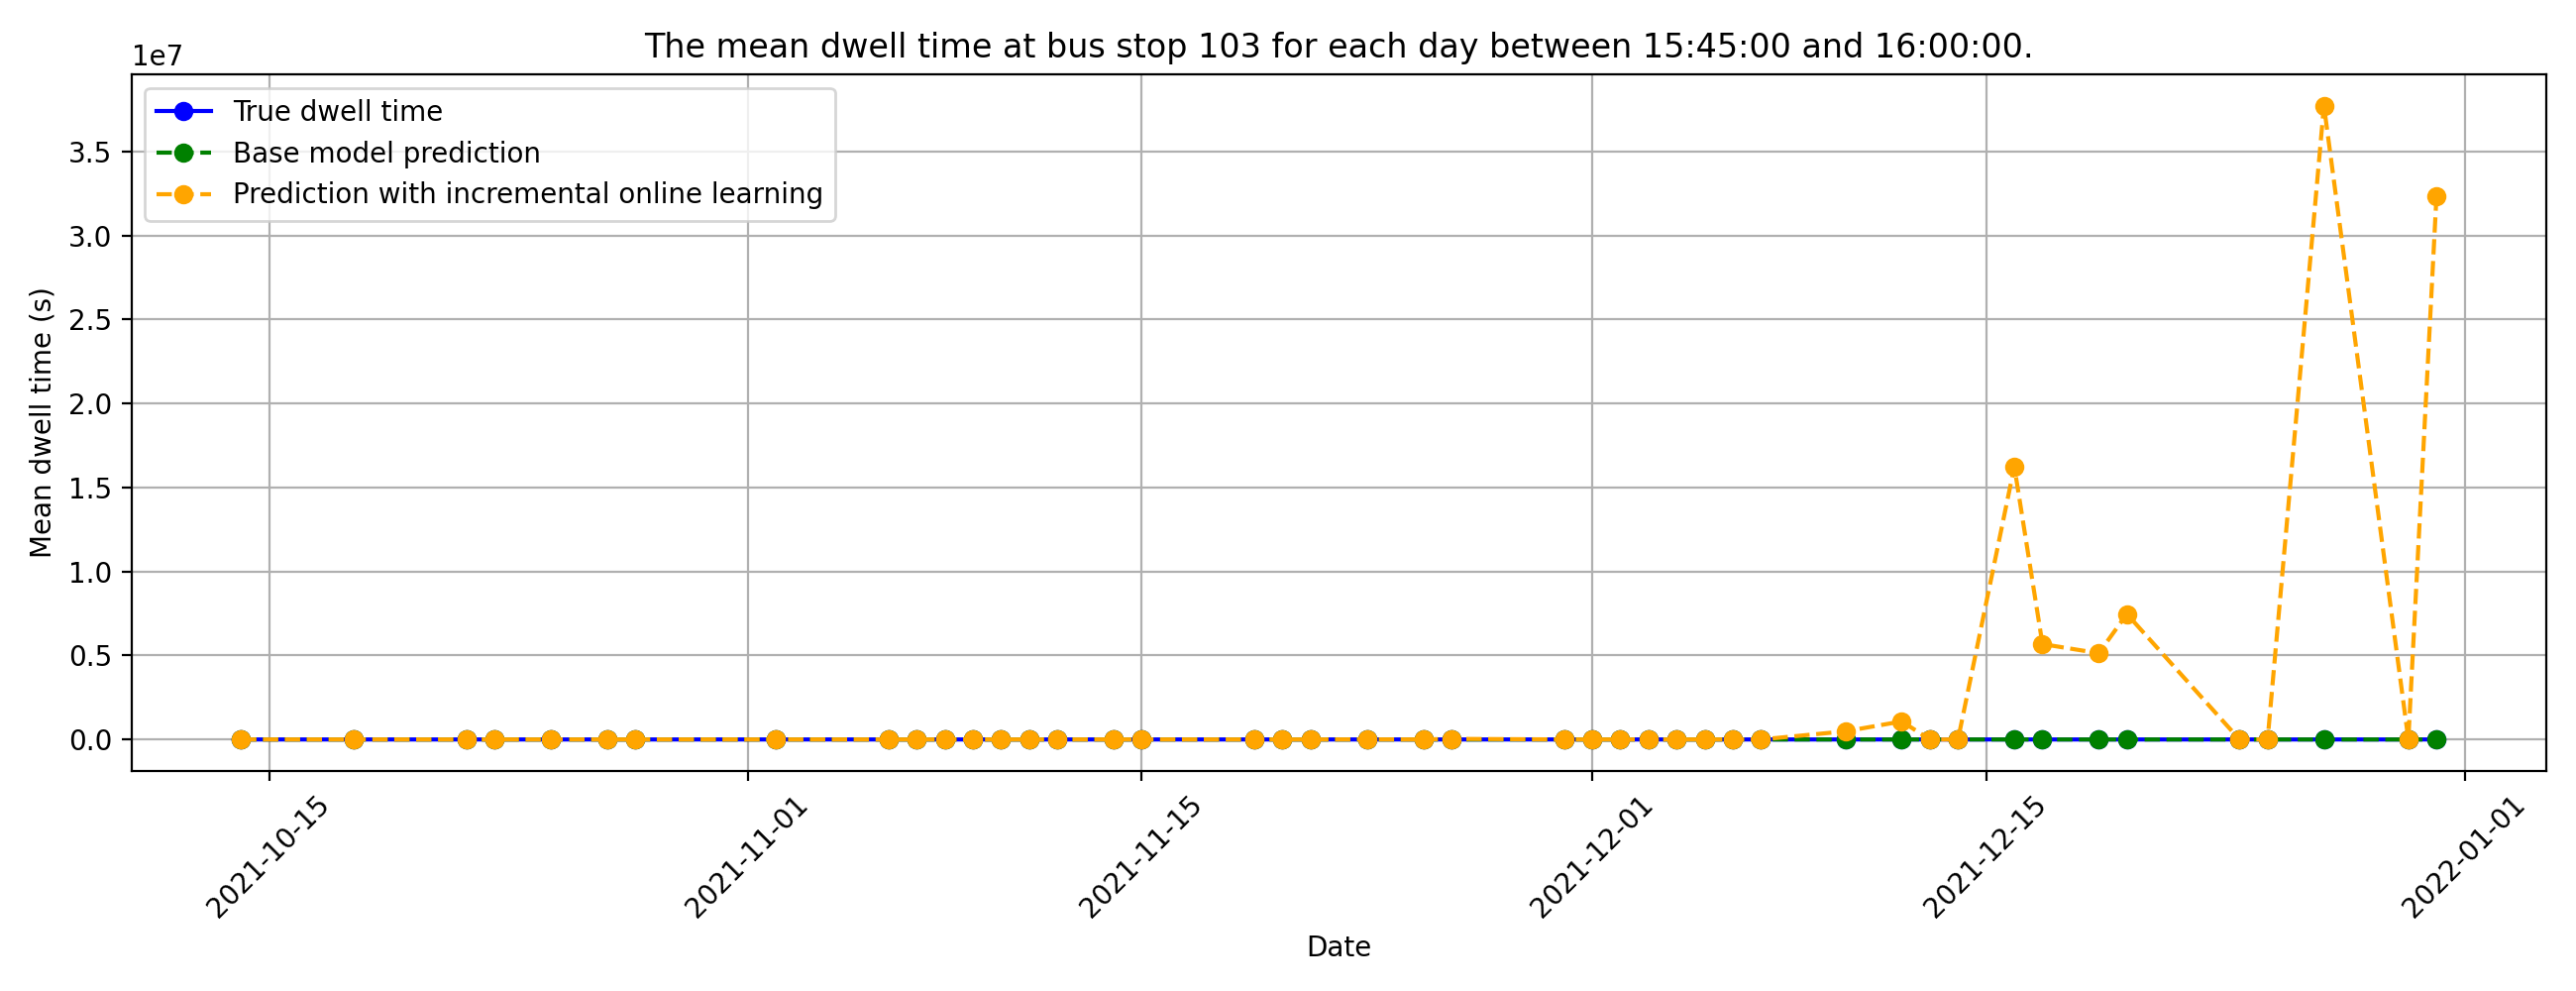 The mean dwell time at bus stop 103 for each day between 15:45:00 and 16:00:00.
1e7
True dwell time
Base model prediction
Prediction with incremental online learning
Mean dwell time (s)
3.5
3.0
2.5
2.0
1.5
1.0
0.5
0.0
2021-10-15
2021-11-01
2021-11-15
2021-12-01
2021-12-15
2022-01-01
Date